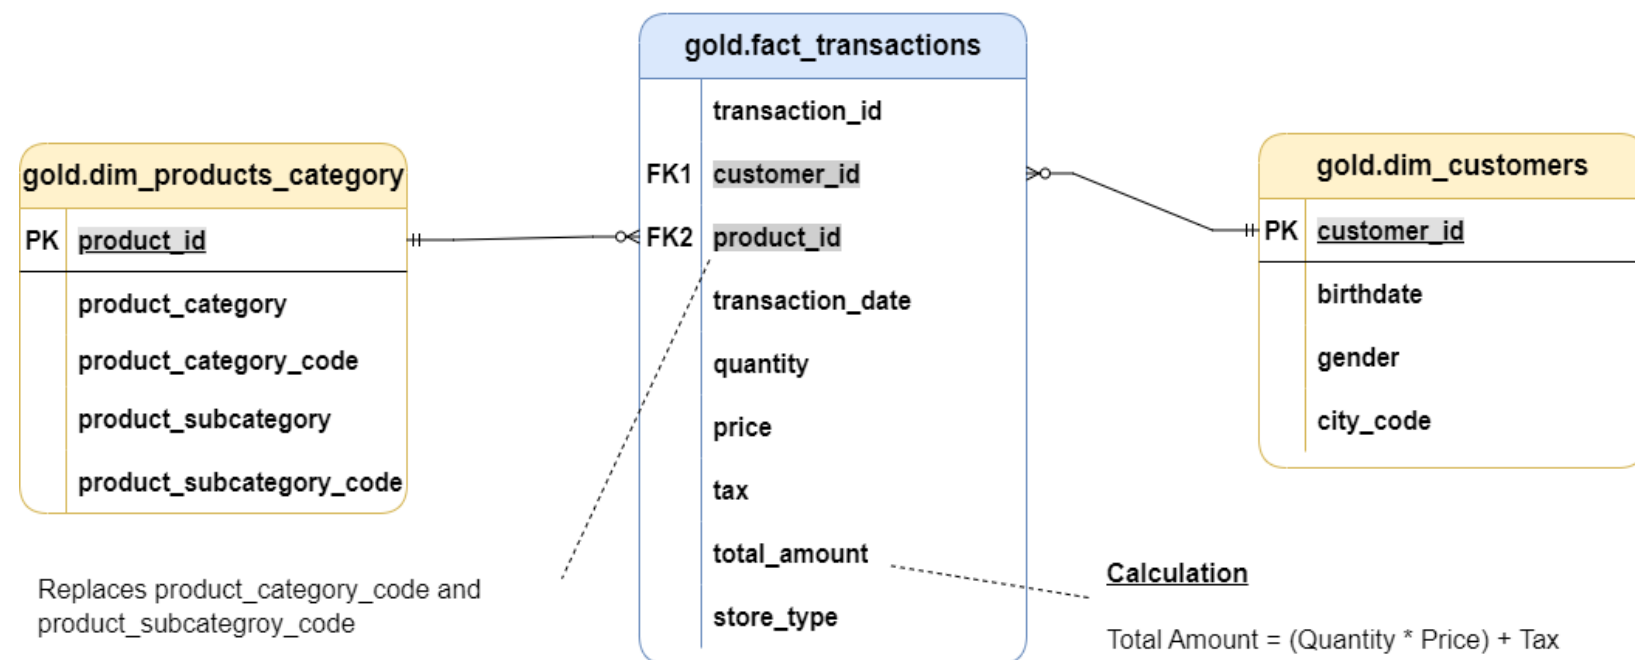 gold.dim_products_category
PK product_id
product_category
product_category_code
product_subcategory
product_subcategory_code
Replaces product_category_code and
product_subcategroy_code
gold.fact_transactions
transaction_id
FK1 customer_id
FK2 product_id
transaction_date
quantity
price
tax
total_amount
store_type
gold.dim_customers
PK customer_id
birthdate
gender
city_code
Calculation
Total Amount = (Quantity * Price) + Tax